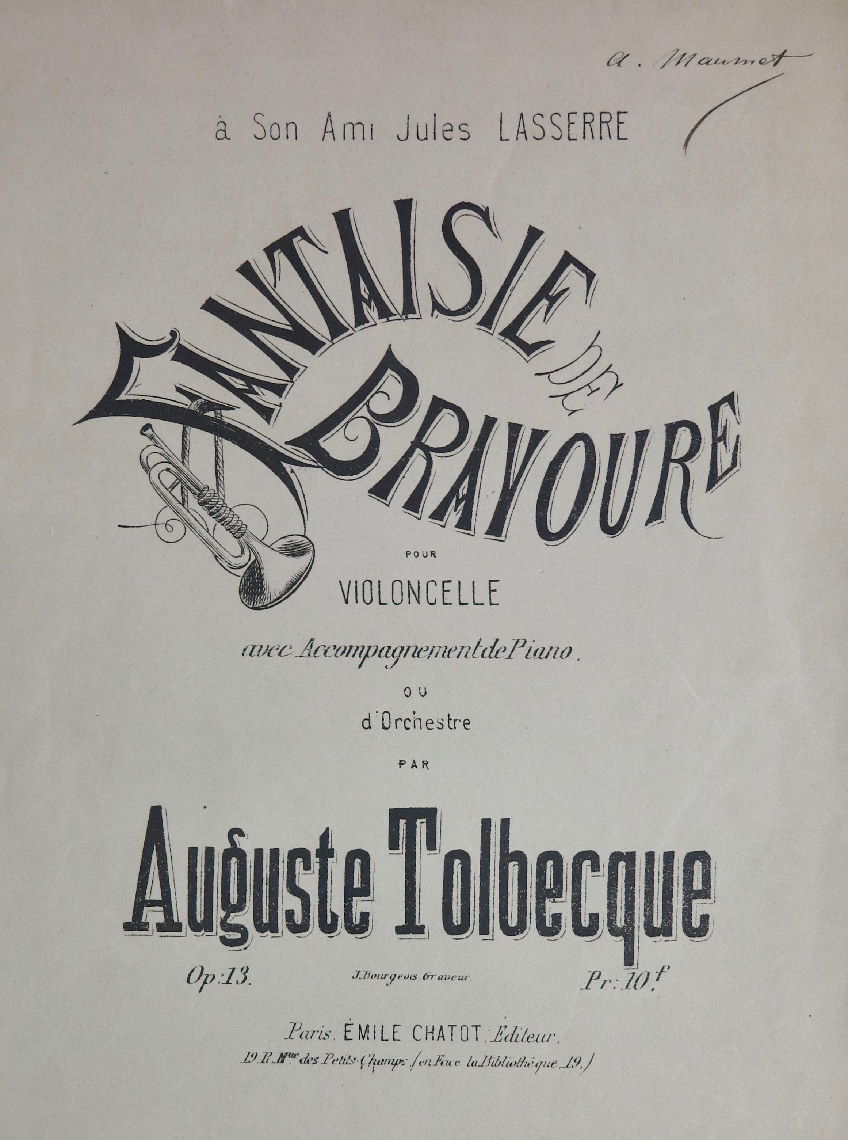 A. Maumet
à Son Ami Jules LASSERRE
FANTAISIE DE
BRAVOURE
POUR
VIOLONCELLE
avec Accompagnement de Piano.
OU
d'Orchestre
PAR
Auguste Tolbecque
Op: 13. J. Bourgeois Graveur Pr: 10f.
Paris, ÉMILE CHATOT, Éditeur,
19, R. Nve des Petits-Champs, (en Face la Bibliothèque, 19,)